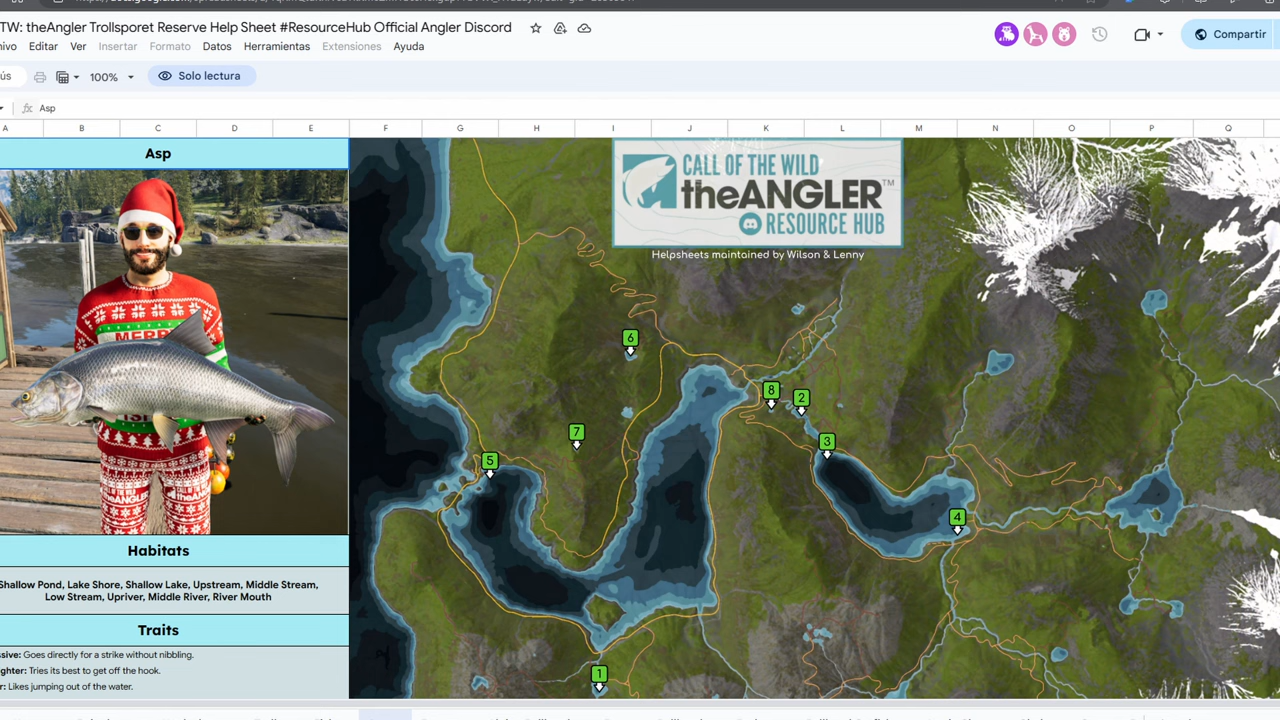 TW: theAngler Trollsporet Reserve Help Sheet #ResourceHub Official Angler Discord
Editar Ver Insertar Formato Datos Herramientas Extensiones Ayuda
Compartir
100%
Solo lectura
fx Asp
A B C D E F G H I J K L M N O P Q
Asp
CALL OF THE WILD
theANGLER™
RESOURCE HUB
Helpsheets maintained by Wilson & Lenny
MERR
6
8
2
7
3
5
4
1
Habitats
Shallow Pond, Lake Shore, Shallow Lake, Upstream, Middle Stream,
Low Stream, Upriver, Middle River, River Mouth
Traits
ssive: Goes directly for a strike without nibbling.
ghter: Tries its best to get off the hook.
r: Likes jumping out of the water.